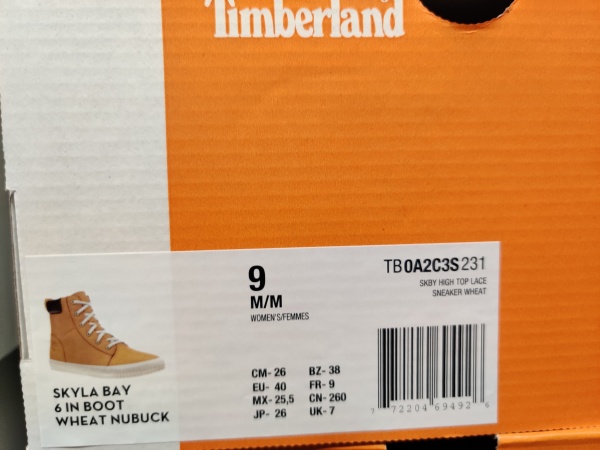 Timberland
TB0A2C3S231
SKBY HIGH TOP LACE
SNEAKER WHEAT
9
M/M
WOMEN'S/FEMMES
CM- 26 BZ- 38
EU- 40 FR- 9
MX- 25,5 CN- 260
JP- 26 UK- 7
SKYLA BAY
6 IN BOOT
WHEAT NUBUCK
7 72204 69492 6